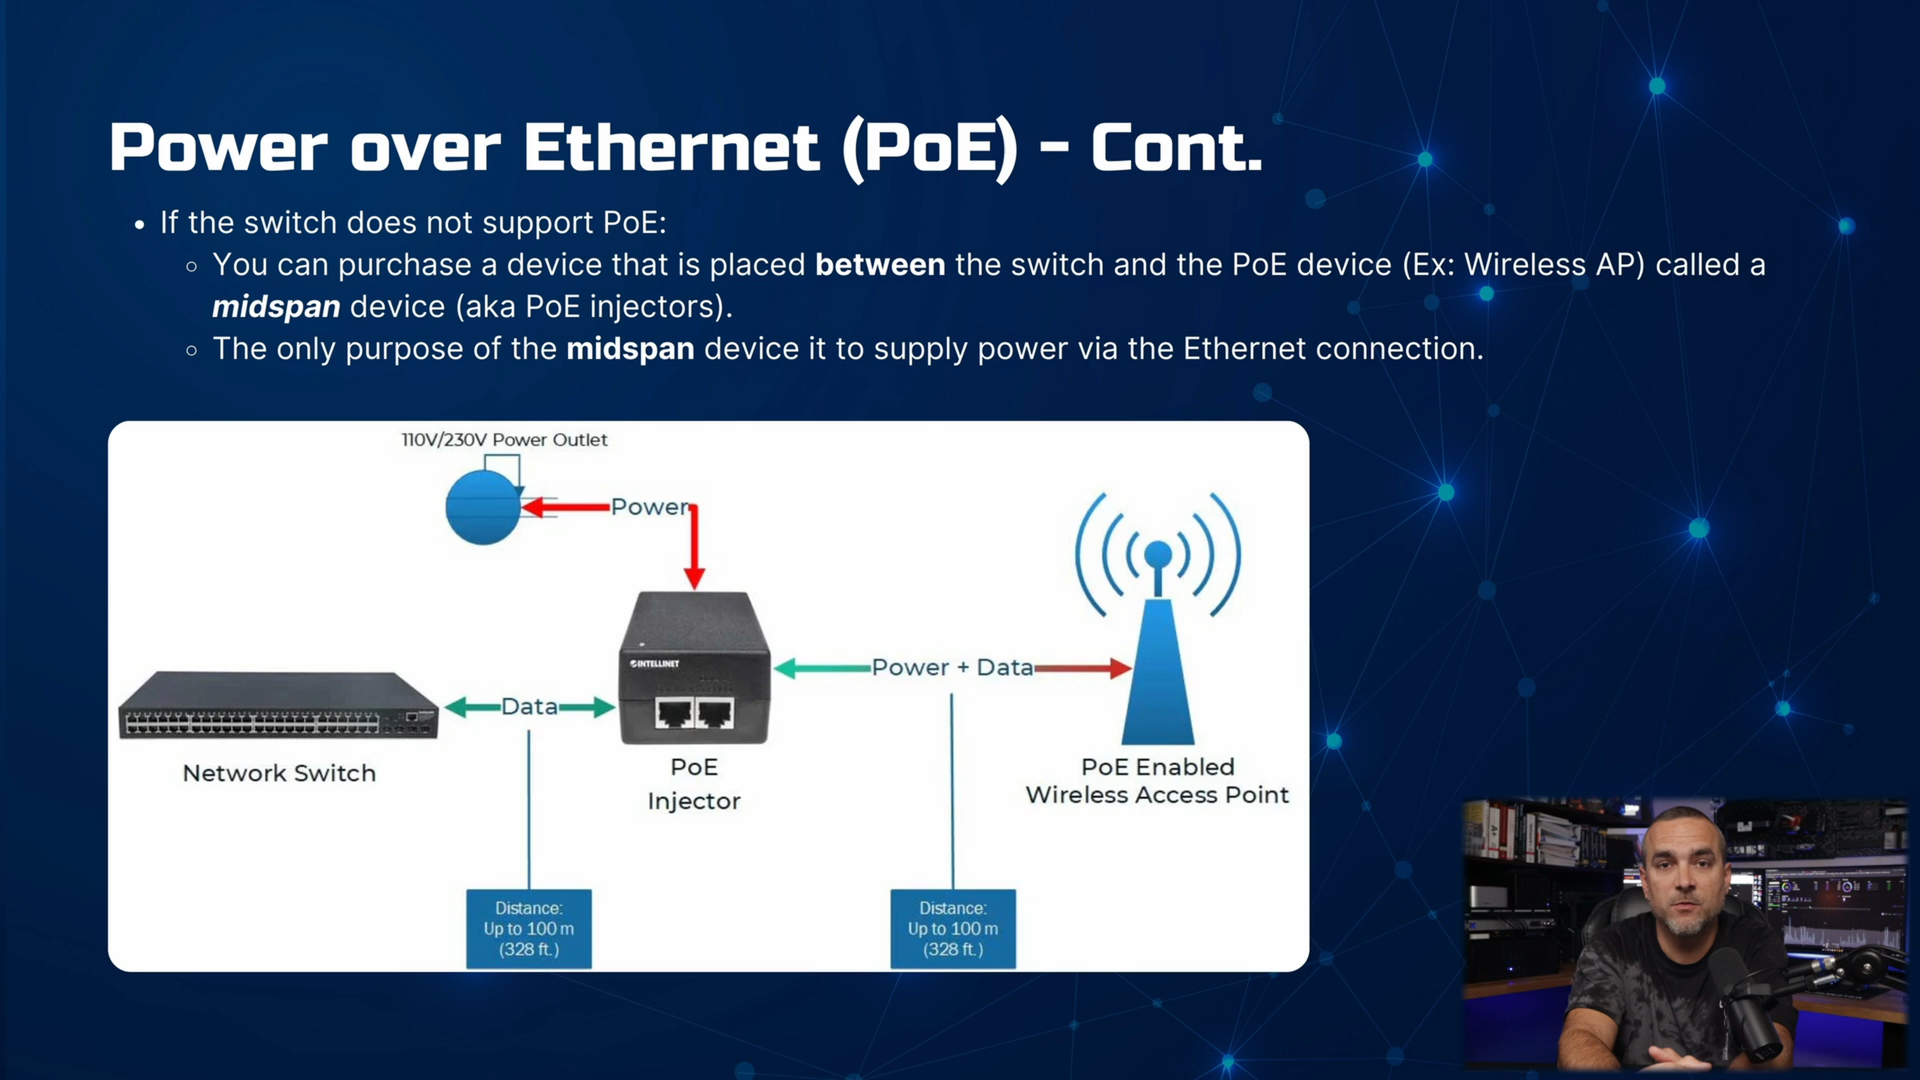 Power over Ethernet (PoE) - Cont.
• If the switch does not support PoE:
◦ You can purchase a device that is placed between the switch and the PoE device (Ex: Wireless AP) called a
midspan device (aka PoE injectors).
◦ The only purpose of the midspan device it to supply power via the Ethernet connection.
110V/230V Power Outlet
Power
INTELLINET
Power + Data
Data
Network Switch
PoE
Injector
PoE Enabled
Wireless Access Point
Distance:
Up to 100 m
(328 ft.)
Distance:
Up to 100 m
(328 ft.)